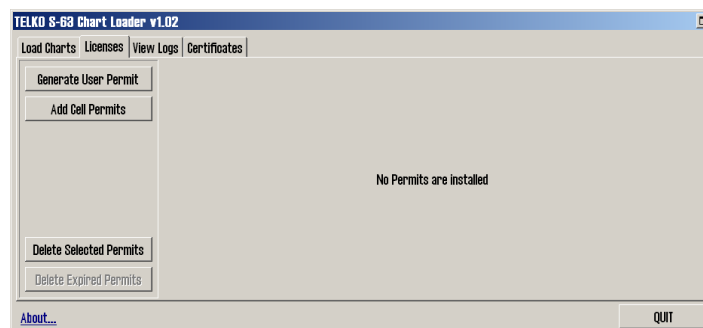 TELKO S-63 Chart Loader v1.02
Load Charts Licenses View Logs Certificates
Generate User Permit
Add Cell Permits
No Permits are installed
Delete Selected Permits
Delete Expired Permits
About... QUIT